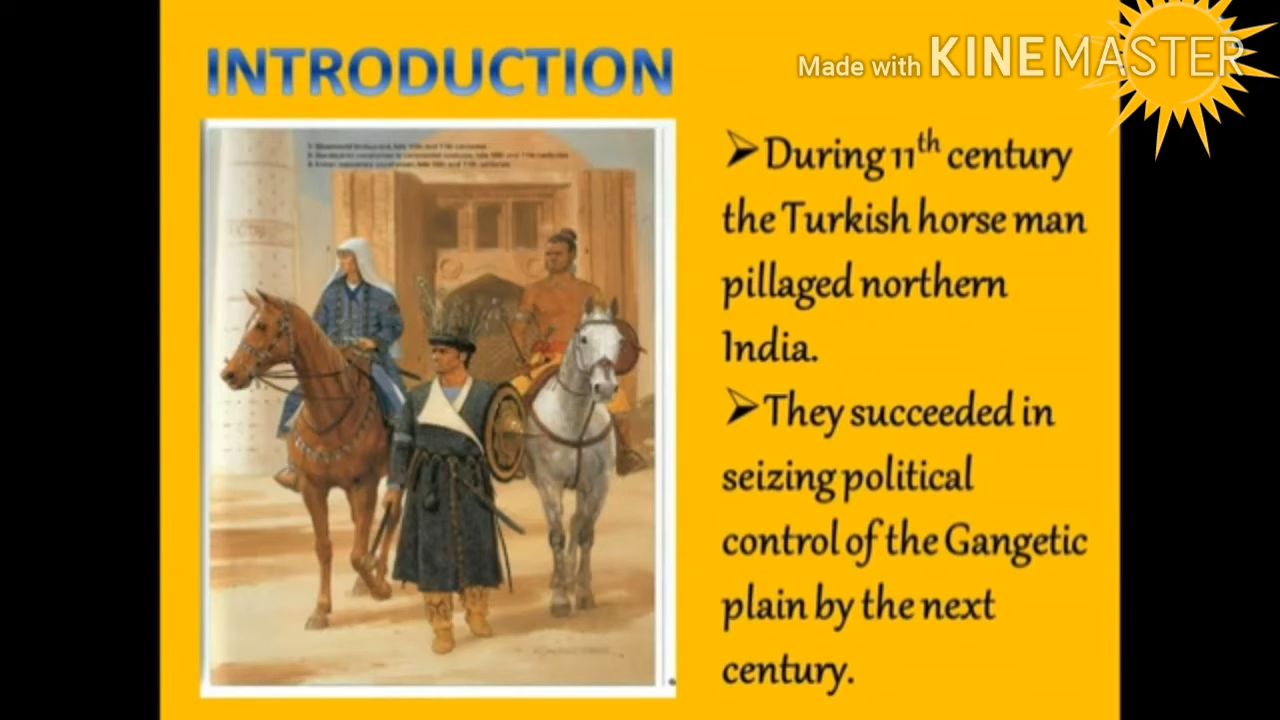 INTRODUCTION
Made with KINEMASTER
➢During 11th century
the Turkish horse man
pillaged northern
India.
➢They succeeded in
seizing political
control of the Gangetic
plain by the next
century.